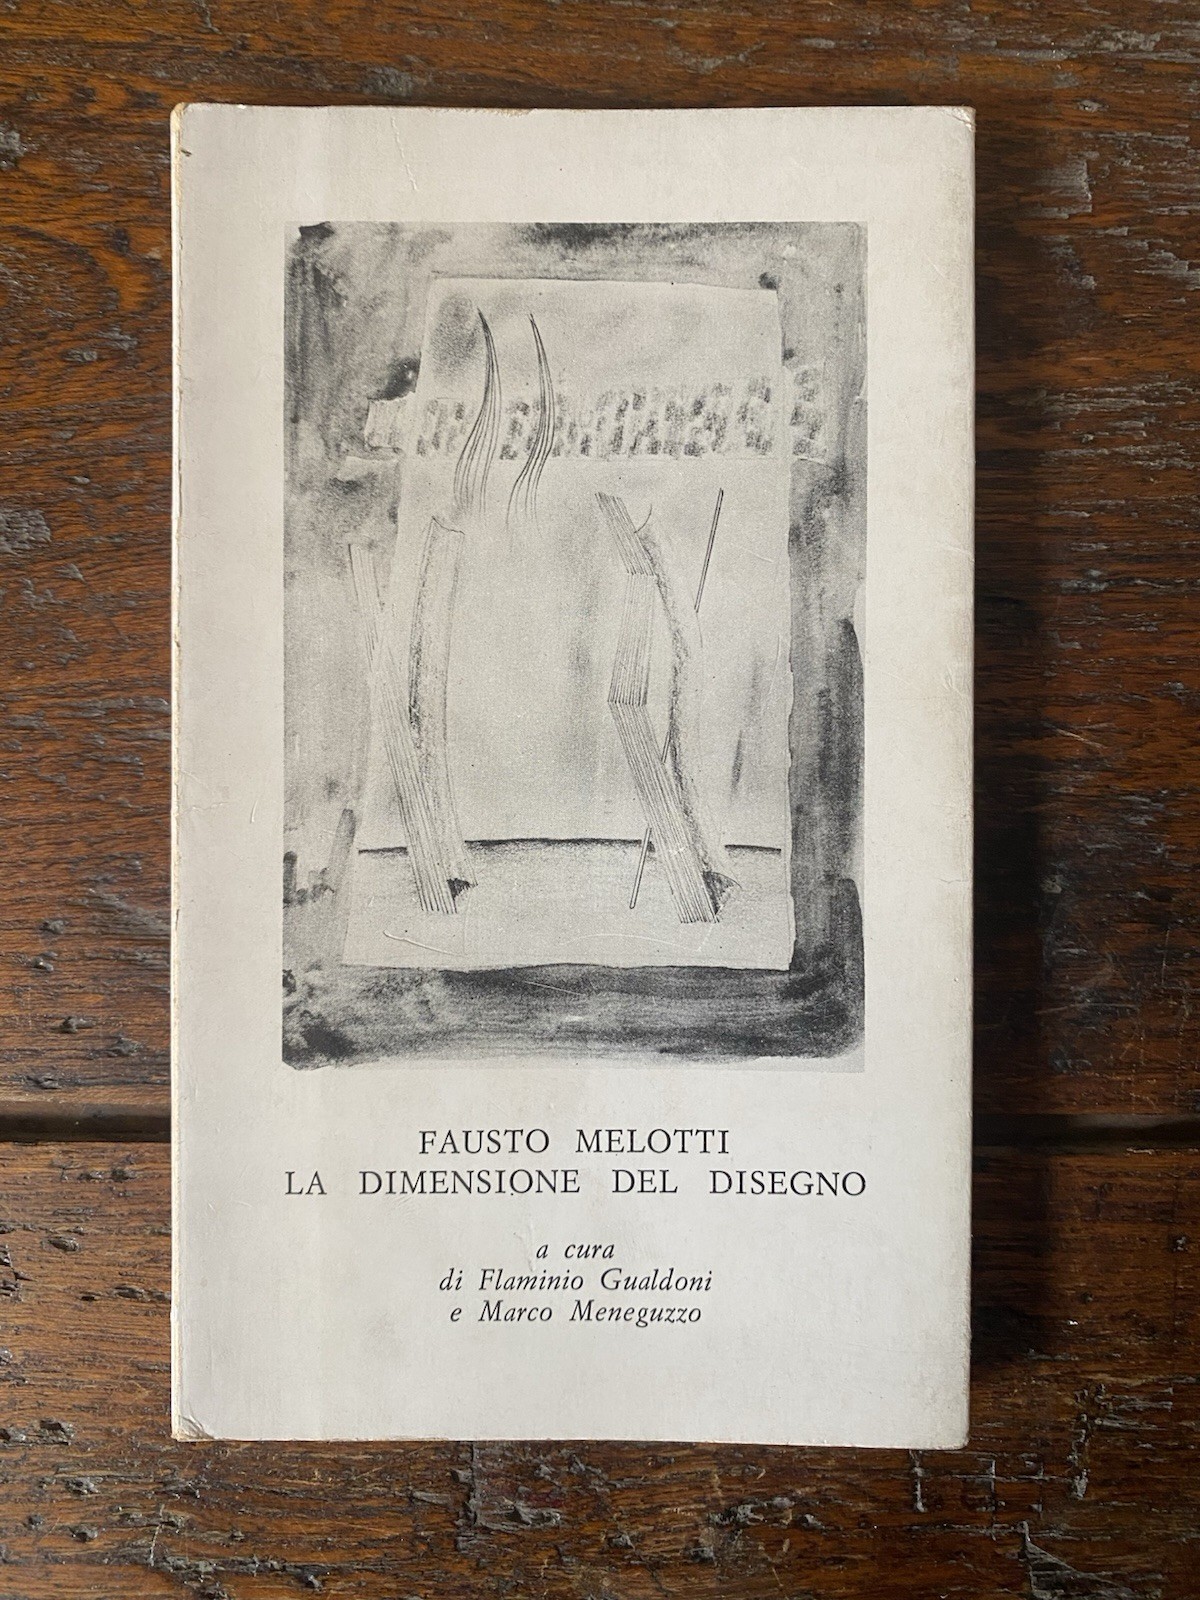 FAUSTO MELOTTI
LA DIMENSIONE DEL DISEGNO
a cura
di Flaminio Gualdoni
e Marco Meneguzzo